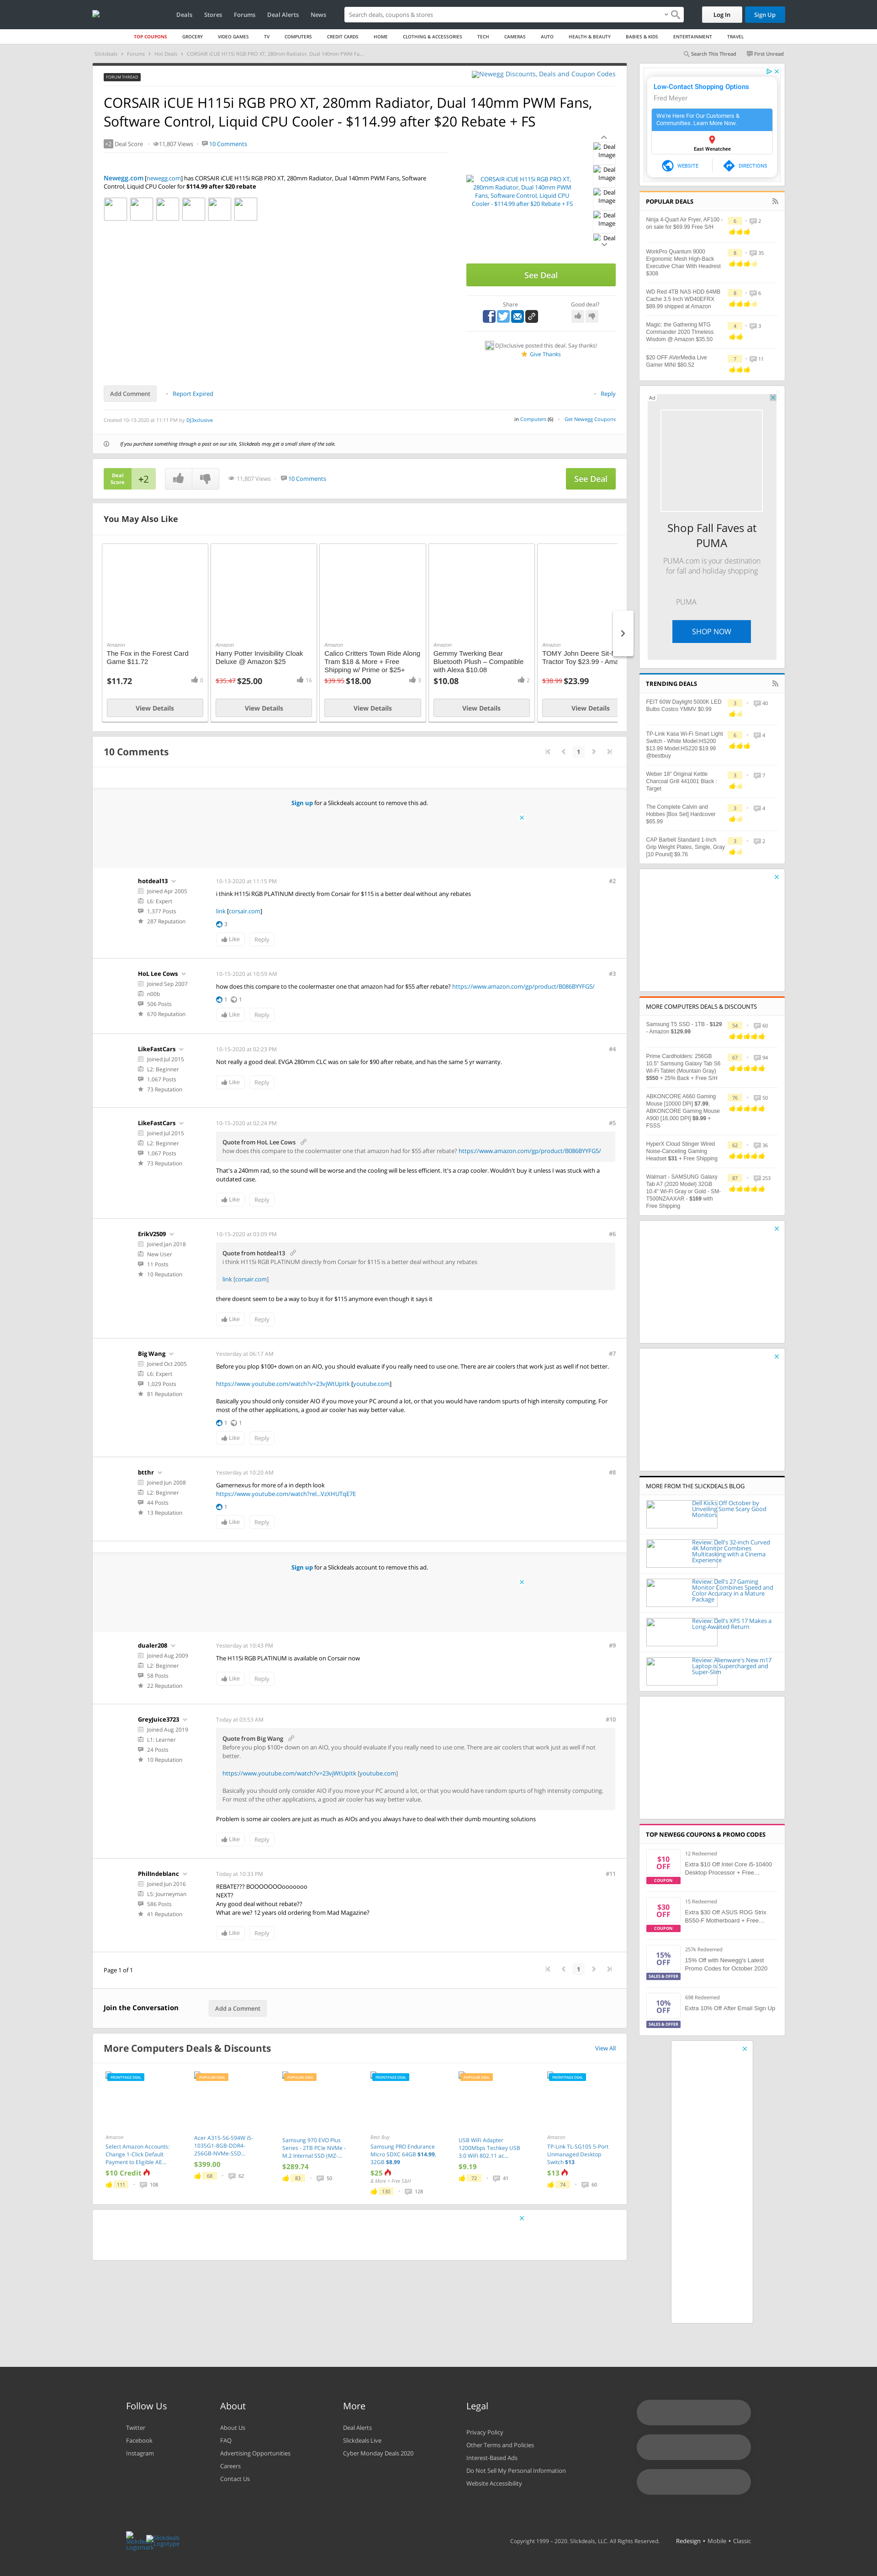 Deals Stores Forums Deal Alerts News
Search deals, coupons & stores
Log In Sign Up
TOP COUPONS GROCERY VIDEO GAMES TV COMPUTERS CREDIT CARDS HOME CLOTHING & ACCESSORIES TECH CAMERAS AUTO HEALTH & BEAUTY BABIES & KIDS ENTERTAINMENT TRAVEL
Slickdeals › Forums › Hot Deals › CORSAIR iCUE H115i RGB PRO XT, 280mm Radiator, Dual 140mm PWM Fa...
Search This Thread First Unread
FORUM THREAD
Newegg Discounts, Deals and Coupon Codes
CORSAIR iCUE H115i RGB PRO XT, 280mm Radiator, Dual 140mm PWM Fans,
Software Control, Liquid CPU Cooler - $114.99 after $20 Rebate + FS
+2 Deal Score 11,807 Views 10 Comments
Newegg.com [newegg.com] has CORSAIR iCUE H115i RGB PRO XT, 280mm Radiator, Dual 140mm PWM Fans, Software
Control, Liquid CPU Cooler for $114.99 after $20 rebate
CORSAIR iCUE H115i RGB PRO XT,
280mm Radiator, Dual 140mm PWM
Fans, Software Control, Liquid CPU
Cooler - $114.99 after $20 Rebate + FS
Deal
Image
Deal
Image
Deal
Image
Deal
Image
Deal
See Deal
Share Good deal?
DJ3xclusive posted this deal. Say thanks!
Give Thanks
Add Comment • Report Expired • Reply
Created 10-13-2020 at 11:11 PM by DJ3xclusive
in Computers (6) • Get Newegg Coupons
If you purchase something through a post on our site, Slickdeals may get a small share of the sale.
Deal
Score
+2
11,807 Views 10 Comments
See Deal
You May Also Like
Amazon
The Fox in the Forest Card
Game $11.72
$11.72 0
View Details
Amazon
Harry Potter Invisibility Cloak
Deluxe @ Amazon $25
$35.47 $25.00 16
View Details
Amazon
Calico Critters Town Ride Along
Tram $18 & More + Free
Shipping w/ Prime or $25+
$39.95 $18.00 3
View Details
Amazon
Gemmy Twerking Bear
Bluetooth Plush – Compatible
with Alexa $10.08
$10.08 2
View Details
Amazon
TOMY John Deere Sit-N
Tractor Toy $23.99 - Ama
$38.99 $23.99
View Details
10 Comments
1
Sign up for a Slickdeals account to remove this ad.
hotdeal13
Joined Apr 2005
L6: Expert
1,377 Posts
287 Reputation
10-13-2020 at 11:15 PM #2
i think H115i RGB PLATINUM directly from Corsair for $115 is a better deal without any rebates
link [corsair.com]
3
Like Reply
HoL Lee Cows
Joined Sep 2007
n00b
506 Posts
670 Reputation
10-15-2020 at 10:59 AM #3
how does this compare to the coolermaster one that amazon had for $55 after rebate? https://www.amazon.com/gp/product/B086BYYFG5/
1 1
Like Reply
LikeFastCars
Joined Jul 2015
L2: Beginner
1,067 Posts
73 Reputation
10-15-2020 at 02:23 PM #4
Not really a good deal. EVGA 280mm CLC was on sale for $90 after rebate, and has the same 5 yr warranty.
Like Reply
LikeFastCars
Joined Jul 2015
L2: Beginner
1,067 Posts
73 Reputation
10-15-2020 at 02:24 PM #5
Quote from HoL Lee Cows
how does this compare to the coolermaster one that amazon had for $55 after rebate? https://www.amazon.com/gp/product/B086BYYFG5/
That's a 240mm rad, so the sound will be worse and the cooling will be less efficient. It's a crap cooler. Wouldn't buy it unless I was stuck with a
outdated case.
Like Reply
ErikV2509
Joined Jan 2018
New User
11 Posts
10 Reputation
10-15-2020 at 03:09 PM #6
Quote from hotdeal13
i think H115i RGB PLATINUM directly from Corsair for $115 is a better deal without any rebates
link [corsair.com]
there doesnt seem to be a way to buy it for $115 anymore even though it says it
Like Reply
Big Wang
Joined Oct 2005
L6: Expert
1,029 Posts
81 Reputation
Yesterday at 06:17 AM #7
Before you plop $100+ down on an AIO, you should evaluate if you really need to use one. There are air coolers that work just as well if not better.
https://www.youtube.com/watch?v=23vjWtUpItk [youtube.com]
Basically you should only consider AIO if you move your PC around a lot, or that you would have random spurts of high intensity computing. For
most of the other applications, a good air cooler has way better value.
1 1
Like Reply
btthr
Joined Jun 2008
L2: Beginner
44 Posts
13 Reputation
Yesterday at 10:20 AM #8
Gamernexus for more of a in depth look
https://www.youtube.com/watch?rel...VzXHUTqE7E
1
Like Reply
Sign up for a Slickdeals account to remove this ad.
dualer208
Joined Aug 2009
L2: Beginner
58 Posts
22 Reputation
Yesterday at 10:43 PM #9
The H115i RGB PLATINUM is available on Corsair now
Like Reply
GreyJuice3723
Joined Aug 2019
L1: Learner
24 Posts
10 Reputation
Today at 03:53 AM #10
Quote from Big Wang
Before you plop $100+ down on an AIO, you should evaluate if you really need to use one. There are air coolers that work just as well if not
better.
https://www.youtube.com/watch?v=23vjWtUpItk [youtube.com]
Basically you should only consider AIO if you move your PC around a lot, or that you would have random spurts of high intensity computing.
For most of the other applications, a good air cooler has way better value.
Problem is some air coolers are just as much as AIOs and you always have to deal with their dumb mounting solutions
Like Reply
PhilIndeblanc
Joined Jun 2016
L5: Journeyman
586 Posts
41 Reputation
Today at 10:33 PM #11
REBATE??? BOOOOOOOooooooo
NEXT?
Any good deal without rebate??
What are we? 12 years old ordering from Mad Magazine?
Like Reply
Page 1 of 1 1
Join the Conversation Add a Comment
More Computers Deals & Discounts View All
FRONTPAGE DEAL
Amazon
Select Amazon Accounts:
Change 1-Click Default
Payment to Eligible AE...
$10 Credit
111 108
POPULAR DEAL
Acer A315-56-594W i5-
1035G1-8GB-DDR4-
256GB-NVMe-SSD...
$399.00
68 62
POPULAR DEAL
Samsung 970 EVO Plus
Series - 2TB PCIe NVMe -
M.2 Internal SSD (MZ-...
$289.74
83 50
FRONTPAGE DEAL
Best Buy
Samsung PRO Endurance
Micro SDXC 64GB $14.99,
32GB $8.99
$25
& More + Free S&H
130 128
POPULAR DEAL
USB WiFi Adapter
1200Mbps Techkey USB
3.0 WiFi 802.11 ac...
$9.19
72 41
FRONTPAGE DEAL
Amazon
TP-Link TL-SG105 5-Port
Unmanaged Desktop
Switch $13
$13
74 60
Low-Contact Shopping Options
Fred Meyer
We're Here For Our Customers &
Communities. Learn More Now.
East Wenatchee
WEBSITE DIRECTIONS
POPULAR DEALS
Ninja 4-Quart Air Fryer, AF100 -
on sale for $69.99 Free S/H
6 2
WorkPro Quantum 9000
Ergonomic Mesh High-Back
Executive Chair With Headrest
$308
8 35
WD Red 4TB NAS HDD 64MB
Cache 3.5 Inch WD40EFRX
$89.99 shipped at Amazon
8 6
Magic: the Gathering MTG
Commander 2020 TImeless
Wisdom @ Amazon $35.50
4 3
$20 OFF AVerMedia Live
Gamer MINI $80.52
7 11
Ad
Shop Fall Faves at
PUMA
PUMA.com is your destination
for fall and holiday shopping
PUMA
SHOP NOW
TRENDING DEALS
FEIT 60W Daylight 5000K LED
Bulbs Costco YMMV $0.99
3 40
TP-Link Kasa Wi-Fi Smart Light
Switch - White Model:HS200
$13.99 Model:HS220 $19.99
@bestbuy
6 4
Weber 18" Original Kettle
Charcoal Grill 441001 Black :
Target
3 7
The Complete Calvin and
Hobbes [Box Set] Hardcover
$65.99
3 4
CAP Barbell Standard 1-Inch
Grip Weight Plates, Single, Gray
[10 Pound] $9.76
3 2
MORE COMPUTERS DEALS & DISCOUNTS
Samsung T5 SSD - 1TB - $129
- Amazon $129.99
54 60
Prime Cardholders: 256GB
10.5" Samsung Galaxy Tab S6
Wi-Fi Tablet (Mountain Gray)
$550 + 25% Back + Free S/H
67 94
ABKONCORE A660 Gaming
Mouse [10000 DPI] $7.99,
ABKONCORE Gaming Mouse
A900 [16,000 DPI] $9.99 +
FSSS
76 50
HyperX Cloud Stinger Wired
Noise-Canceling Gaming
Headset $31 + Free Shipping
62 36
Walmart - SAMSUNG Galaxy
Tab A7 (2020 Model) 32GB
10.4" Wi-Fi Gray or Gold - SM-
T500NZAAXAR - $169 with
Free Shipping
87 253
MORE FROM THE SLICKDEALS BLOG
Dell Kicks Off October by
Unveiling Some Scary Good
Monitors
Review: Dell's 32-inch Curved
4K Monitor Combines
Multitasking with a Cinema
Experience
Review: Dell's 27 Gaming
Monitor Combines Speed and
Color Accuracy in a Mature
Package
Review: Dell's XPS 17 Makes a
Long-Awaited Return
Review: Alienware's New m17
Laptop is Supercharged and
Super-Slim
TOP NEWEGG COUPONS & PROMO CODES
$10
OFF
COUPON
12 Redeemed
Extra $10 Off Intel Core i5-10400
Desktop Processor + Free...
$30
OFF
COUPON
15 Redeemed
Extra $30 Off ASUS ROG Strix
B550-F Motherboard + Free...
15%
OFF
SALES & OFFER
257k Redeemed
15% Off with Newegg's Latest
Promo Codes for October 2020
10%
OFF
SALES & OFFER
698 Redeemed
Extra 10% Off After Email Sign Up
Follow Us
Twitter
Facebook
Instagram
About
About Us
FAQ
Advertising Opportunities
Careers
Contact Us
More
Deal Alerts
Slickdeals Live
Cyber Monday Deals 2020
Legal
Privacy Policy
Other Terms and Policies
Interest-Based Ads
Do Not Sell My Personal Information
Website Accessibility
Slickdeals
Logotype
Copyright 1999 – 2020. Slickdeals, LLC. All Rights Reserved. Redesign • Mobile • Classic